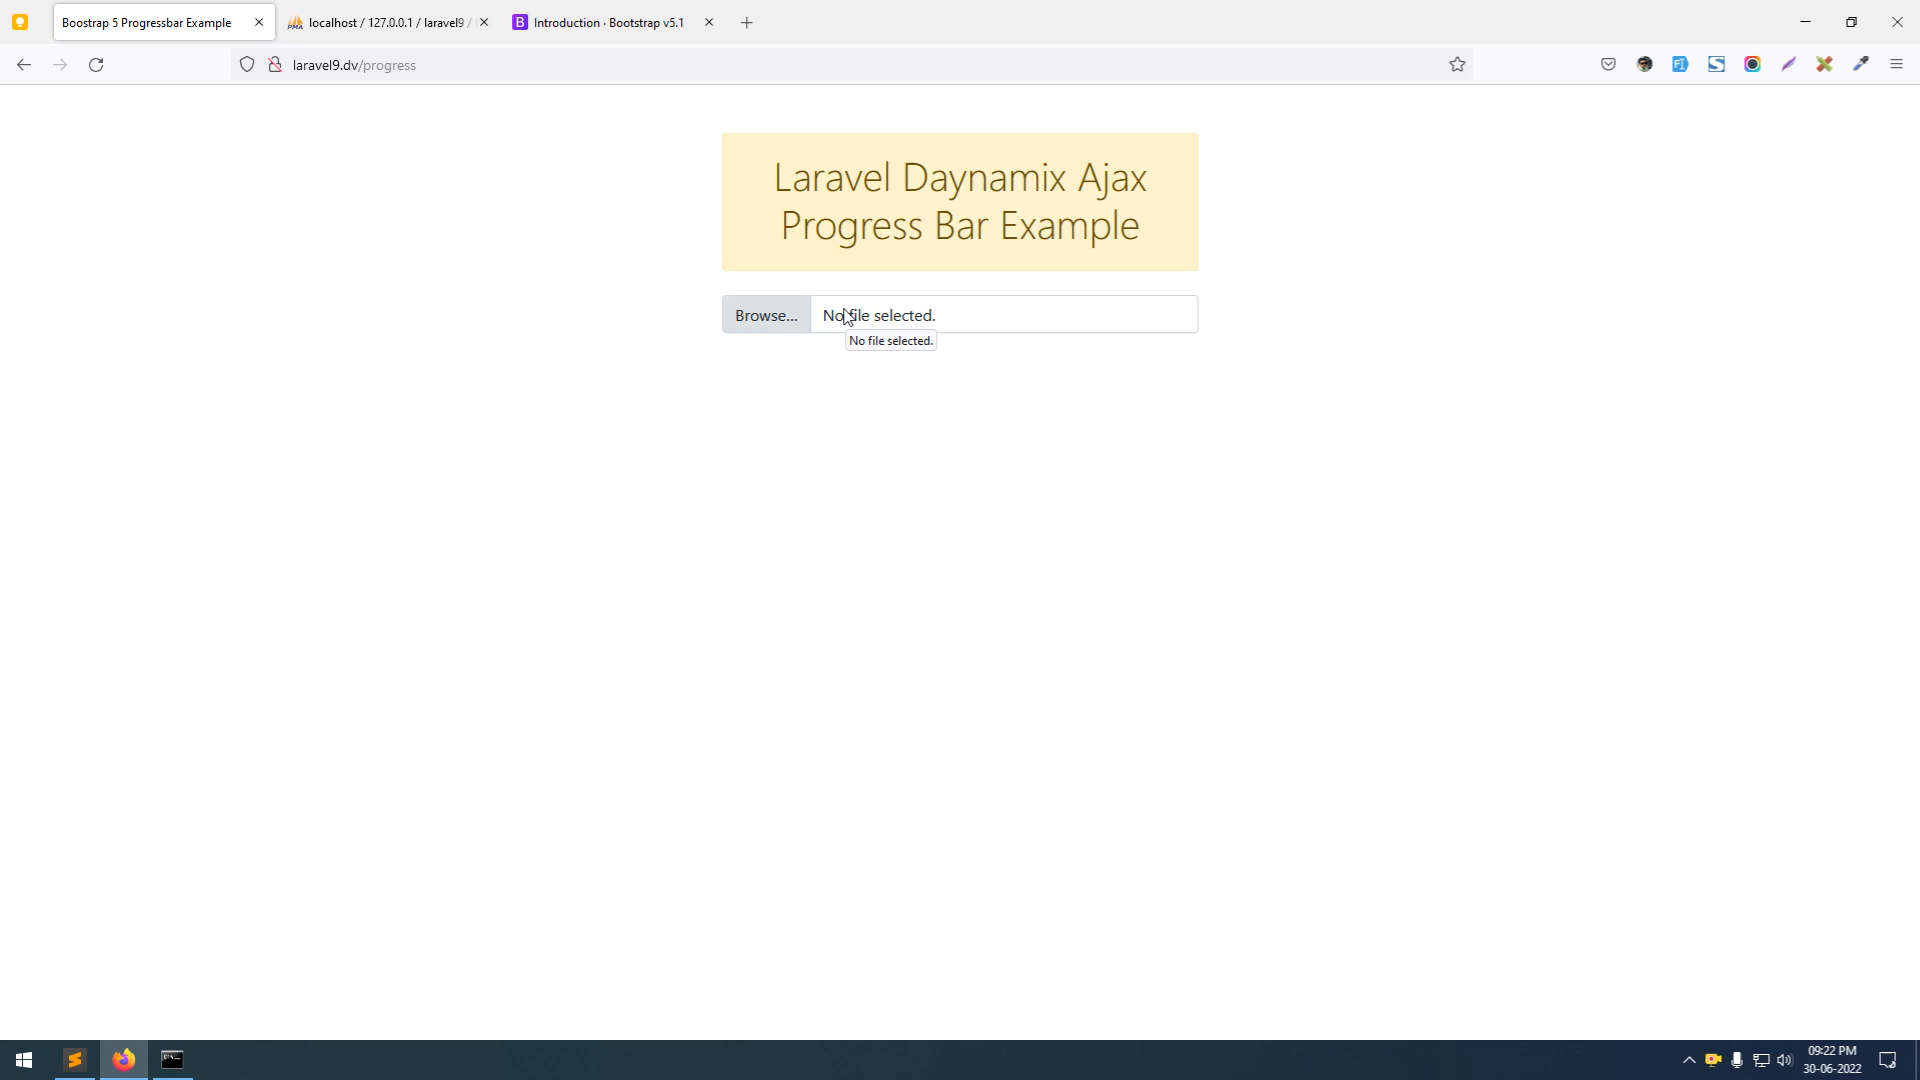 Boostrap 5 Progressbar Example
PMA
localhost / 127.0.0.1 / laravel9 /
B
Introduction · Bootstrap v5.1
laravel9.dv/progress
Laravel Daynamix Ajax
Progress Bar Example
Browse...
No file selected.
No file selected.
09:22 PM
30-06-2022